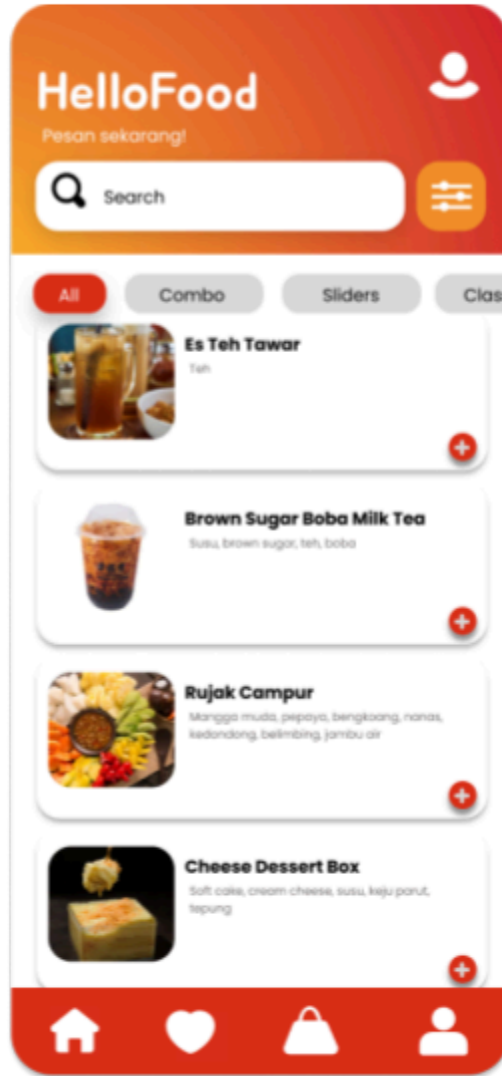 HelloFood
Pesan sekarang!
Search
All
Combo
Sliders
Clas
Es Teh Tawar
Teh
Brown Sugar Boba Milk Tea
Susu, brown sugar, teh, boba
Rujak Campur
Mangga muda, pepaya, bengkoang, nanas,
kedondong, belimbing, jambu air
Cheese Dessert Box
Soft cake, cream cheese, susu, keju parut,
tepung